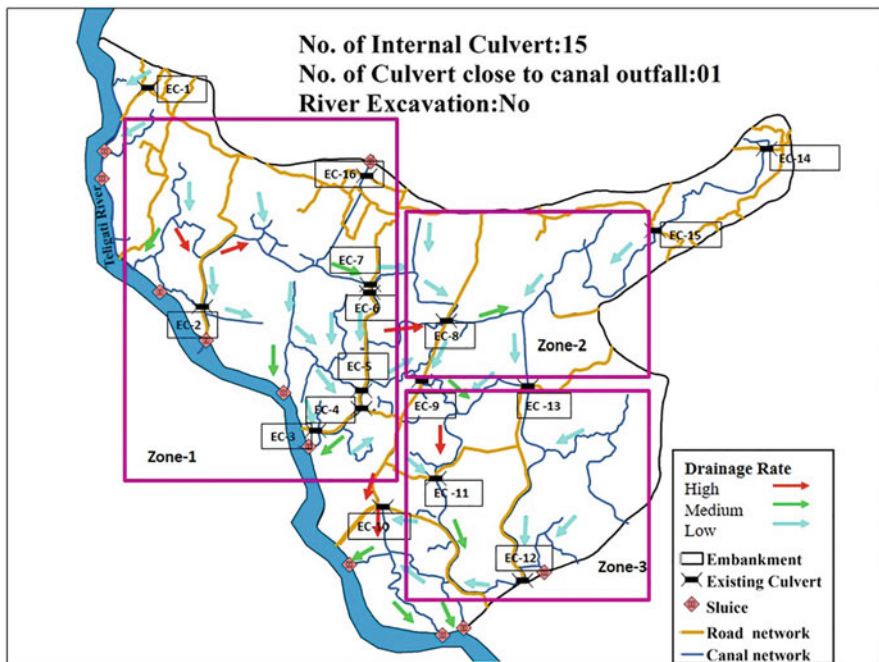 No. of Internal Culvert:15
No. of Culvert close to canal outfall:01
River Excavation:No
EC-1
EC-14
EC-16
Teligati River
EC-15
EC-7
EC-6
EC-2
EC-8
Zone-2
EC-5
EC-4
EC-9
EC -13
EC-3
Zone-1
EC -11
EC-10
EC-12
Zone-3
Drainage Rate
High
Medium
Low
Embankment
Existing Culvert
Sluice
Road network
Canal network